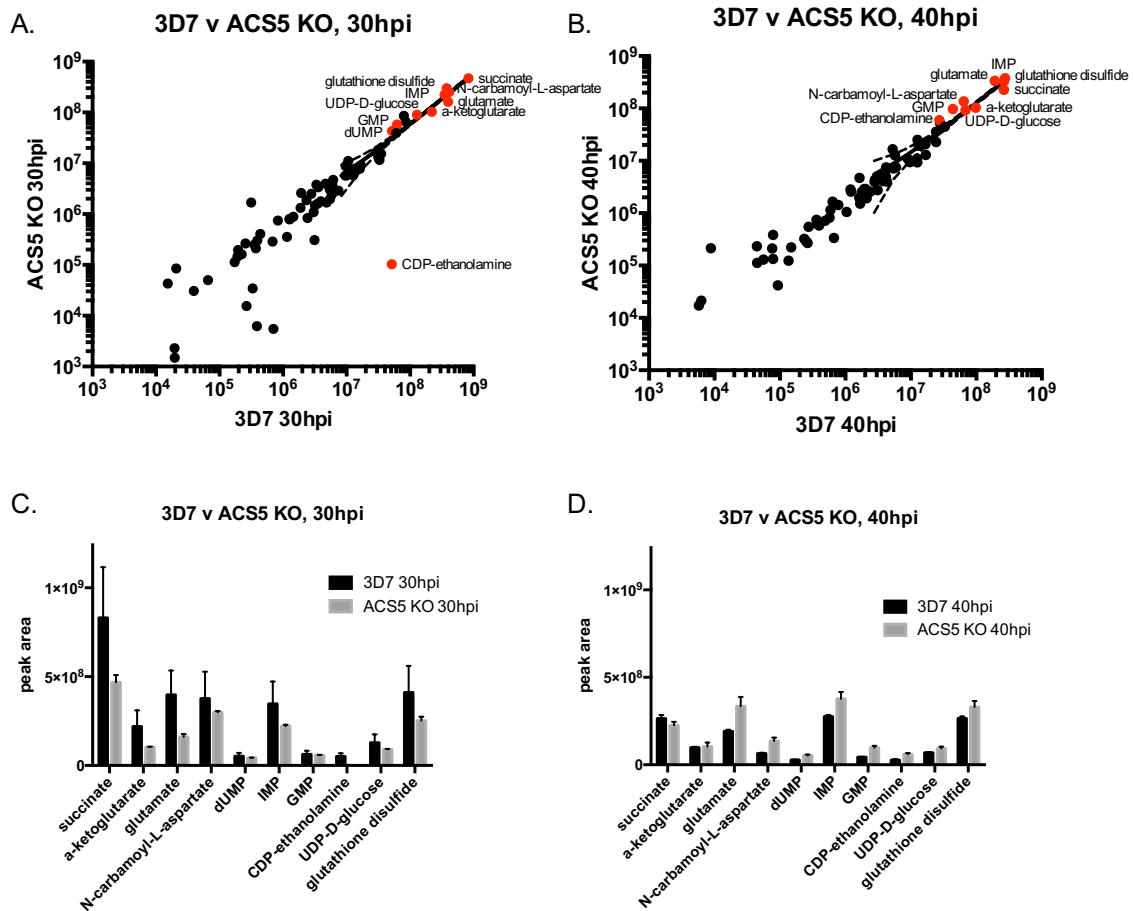 A.
3D7 v ACS5 KO, 30hpi
10⁹
10⁸
10⁷
10⁶
10⁵
10⁴
10³
ACS5 KO 30hpi
glutathione disulfide
succinate
IMP
N-carbamoyl-L-aspartate
UDP-D-glucose
glutamate
GMP
a-ketoglutarate
dUMP
CDP-ethanolamine
10³ 10⁴ 10⁵ 10⁶ 10⁷ 10⁸ 10⁹
3D7 30hpi
B.
3D7 v ACS5 KO, 40hpi
10⁹
10⁸
10⁷
10⁶
10⁵
10⁴
10³
ACS5 KO 40hpi
IMP
glutamate
glutathione disulfide
N-carbamoyl-L-aspartate
succinate
GMP
a-ketoglutarate
CDP-ethanolamine
UDP-D-glucose
10³ 10⁴ 10⁵ 10⁶ 10⁷ 10⁸ 10⁹
3D7 40hpi
C.
3D7 v ACS5 KO, 30hpi
1×10⁹
5×10⁸
0
peak area
3D7 30hpi
ACS5 KO 30hpi
succinate
a-ketoglutarate
glutamate
N-carbamoyl-L-aspartate
dUMP
IMP
GMP
CDP-ethanolamine
UDP-D-glucose
glutathione disulfide
D.
3D7 v ACS5 KO, 40hpi
1×10⁹
5×10⁸
0
peak area
3D7 40hpi
ACS5 KO 40hpi
succinate
a-ketoglutarate
glutamate
N-carbamoyl-L-aspartate
dUMP
IMP
GMP
CDP-ethanolamine
UDP-D-glucose
glutathione disulfide